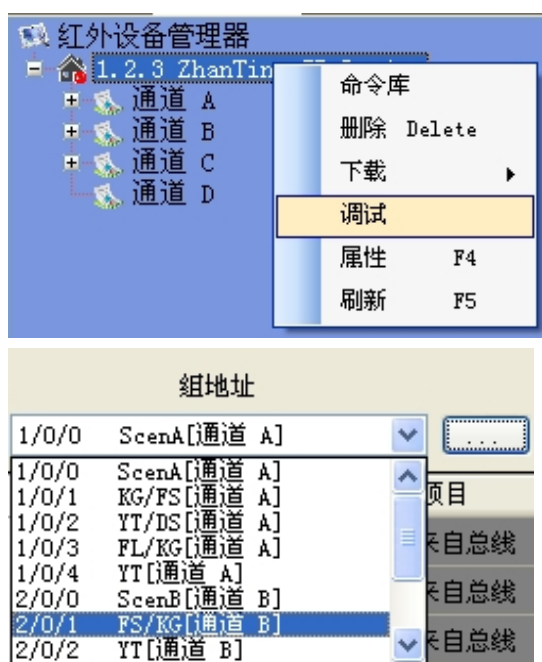 红外设备管理器
1.2.3 ZhanTin
通道 A
通道 B
通道 C
通道 D
命令库
删除 Delete
下载
调试
属性 F4
刷新 F5
组地址
1/0/0 ScenA[通道 A]
...
1/0/0 ScenA[通道 A]
1/0/1 KG/FS[通道 A]
1/0/2 YT/DS[通道 A]
1/0/3 FL/KG[通道 A]
1/0/4 YT[通道 A]
2/0/0 ScenB[通道 B]
2/0/1 FS/KG[通道 B]
2/0/2 YT[通道 B]
项目
来自总线
来自总线
来自总线